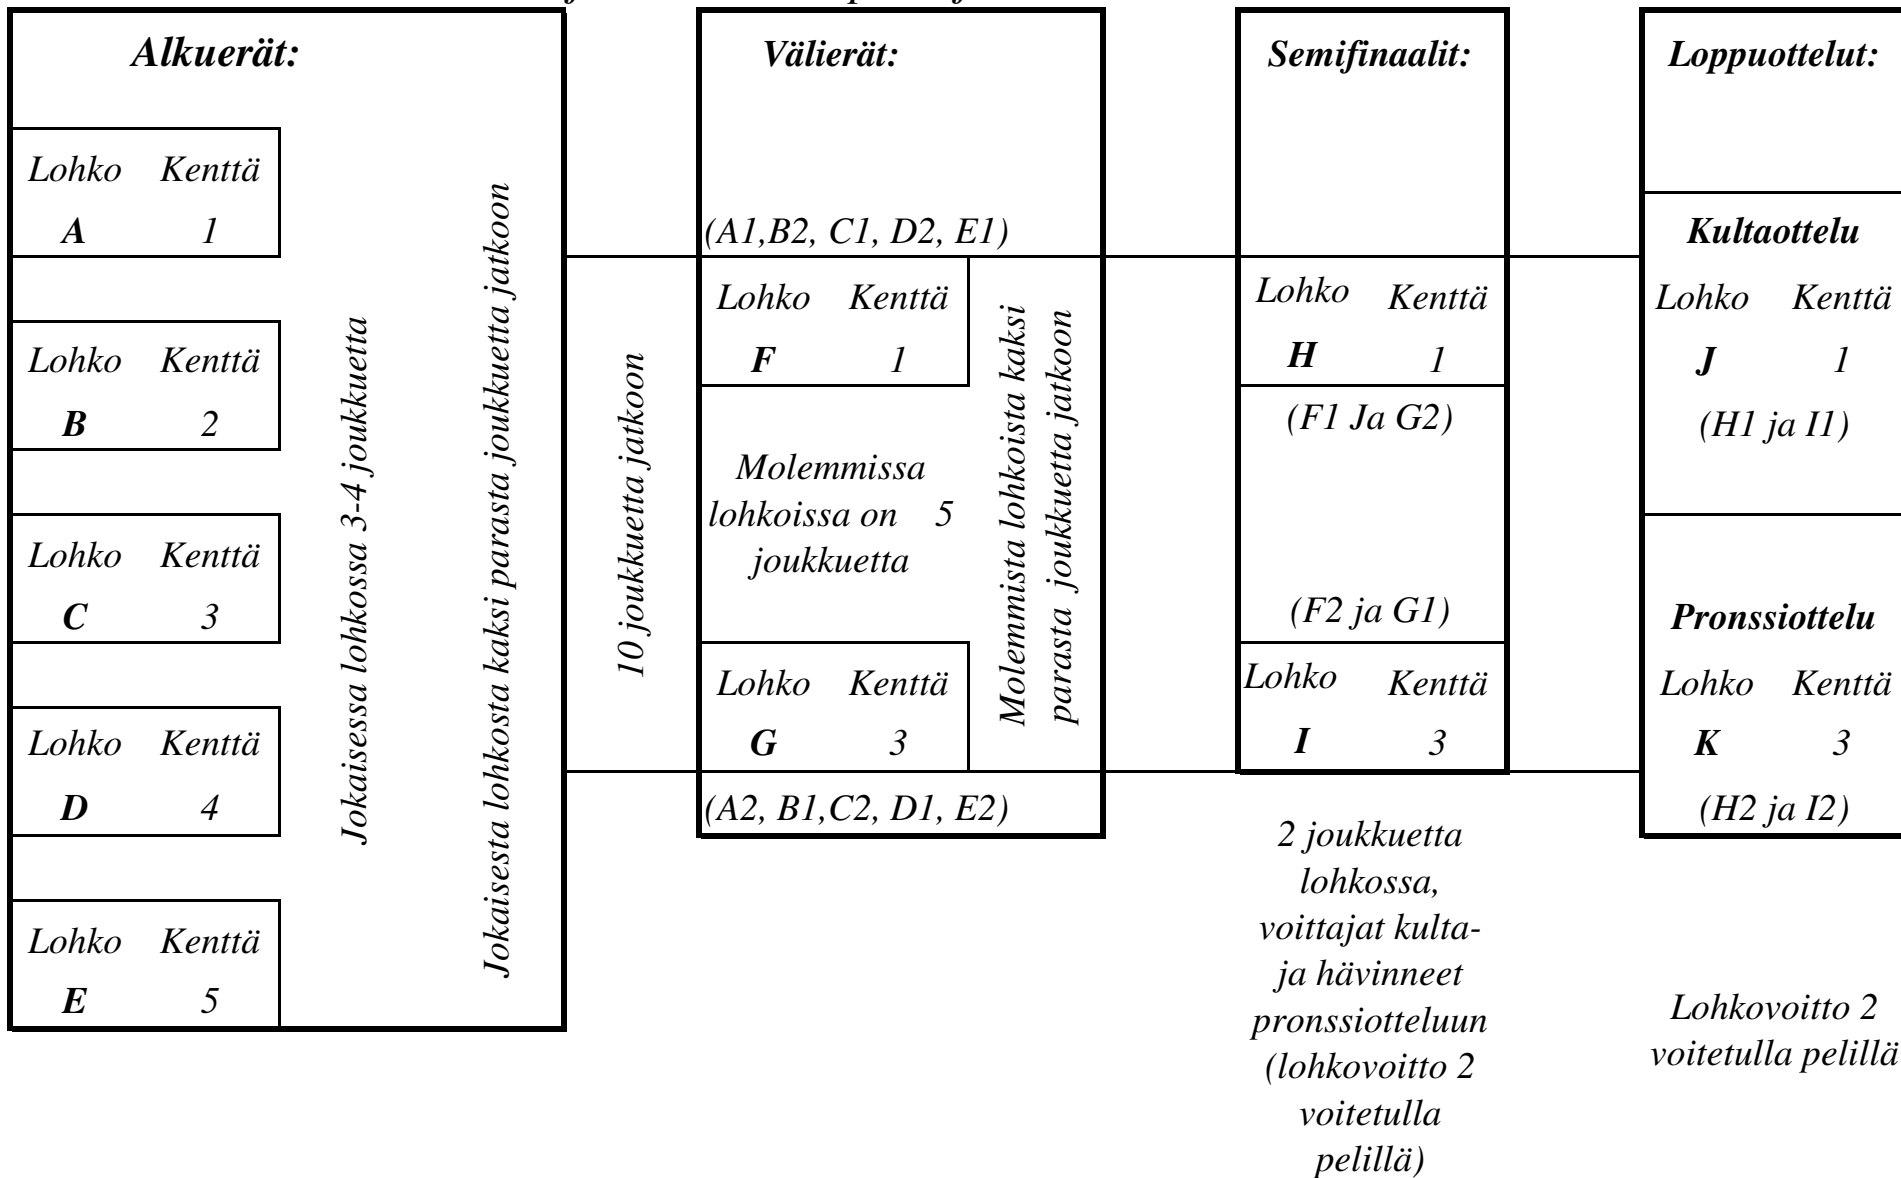 Alkuerät:
Lohko Kenttä
A 1
Lohko Kenttä
B 2
Lohko Kenttä
C 3
Lohko Kenttä
D 4
Lohko Kenttä
E 5
Jokaisessa lohkossa 3-4 joukkuetta
Jokaisesta lohkosta kaksi parasta joukkuetta jatkoon
10 joukkuetta jatkoon
Välierät:
(A1,B2, C1, D2, E1)
Lohko Kenttä
F 1
Molemmissa
lohkoissa on 5
joukkuetta
Lohko Kenttä
G 3
(A2, B1,C2, D1, E2)
Molemmista lohkoista kaksi
parasta joukkuetta jatkoon
Semifinaalit:
Lohko Kenttä
H 1
(F1 Ja G2)
(F2 ja G1)
Lohko Kenttä
I 3
2 joukkuetta
lohkossa,
voittajat kulta-
ja hävinneet
pronssiotteluun
(lohkovoitto 2
voitetulla
pelillä)
Loppuottelut:
Kultaottelu
Lohko Kenttä
J 1
(H1 ja I1)
Pronssiottelu
Lohko Kenttä
K 3
(H2 ja I2)
Lohkovoitto 2
voitetulla pelillä